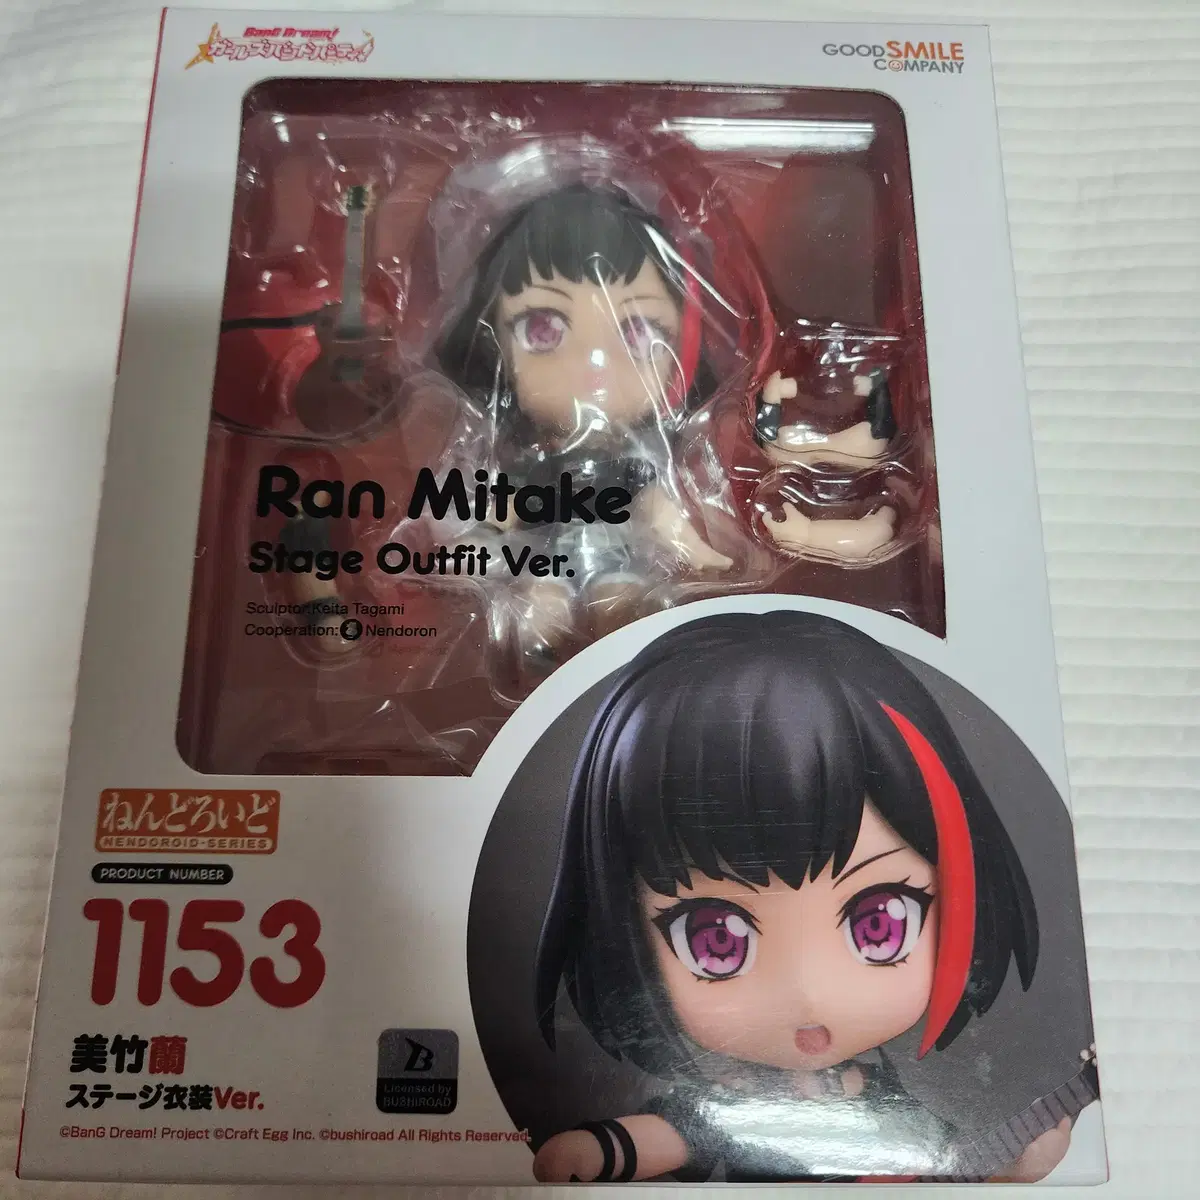 BanG Dream!
ガールズバンドパーティ!
GOOD SMILE
COMPANY
Ran Mitake
Stage Outfit Ver.
Sculptor:Keita Tagami
Cooperation: Nendoron
ねんどろいど
NENDOROID-SERIES
PRODUCT NUMBER
1153
美竹蘭
ステージ衣装Ver.
B
Licensed by
BUSHIROAD
©BanG Dream! Project ©Craft Egg Inc. ©bushiroad All Rights Reserved.